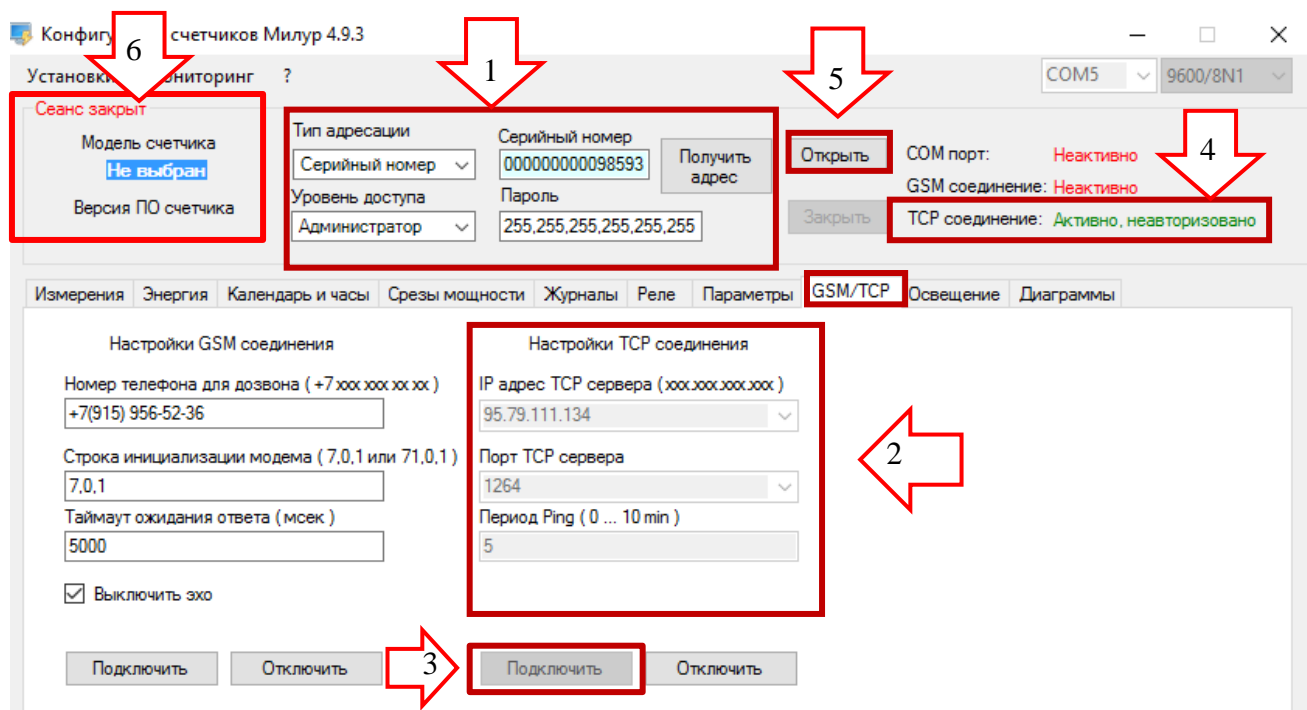 Конфигу счетчиков Милур 4.9.3
6
1
5
Установки ониторинг ?
COM5
9600/8N1
Сеанс закрыт
Модель счетчика
Не выбран
Версия ПО счетчика
Тип адресации
Серийный номер
Серийный номер
000000000098593
Получить
адрес
Уровень доступа
Администратор
Пароль
255,255,255,255,255,255
Открыть
Закрыть
COM порт: Неактивно
4
GSM соединение: Неактивно
TCP соединение: Активно, неавторизовано
Измерения Энергия Календарь и часы Срезы мощности Журналы Реле Параметры GSM/TCP Освещение Диаграммы
Настройки GSM соединения
Номер телефона для дозвона ( +7 xxx xxx xx xx )
+7(915) 956-52-36
Строка инициализации модема ( 7,0,1 или 71,0,1 )
7,0,1
Таймаут ожидания ответа ( мсек )
5000
Выключить эхо
Подключить
Отключить
Настройки TCP соединения
IP адрес TCP сервера ( xxx.xxx.xxx.xxx )
95.79.111.134
Порт TCP сервера
1264
Период Ping ( 0 ... 10 min )
5
2
3
Подключить
Отключить